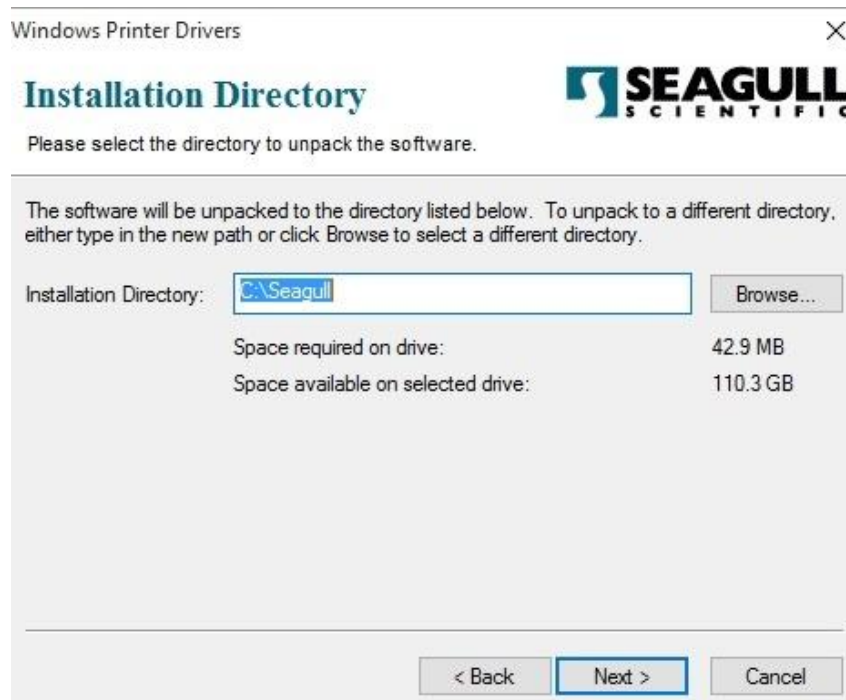 Windows Printer Drivers
Installation Directory
SEAGULL
SCIENTIFIC
Please select the directory to unpack the software.
The software will be unpacked to the directory listed below. To unpack to a different directory,
either type in the new path or click Browse to select a different directory.
Installation Directory: C:\Seagull Browse...
Space required on drive: 42.9 MB
Space available on selected drive: 110.3 GB
< Back Next > Cancel